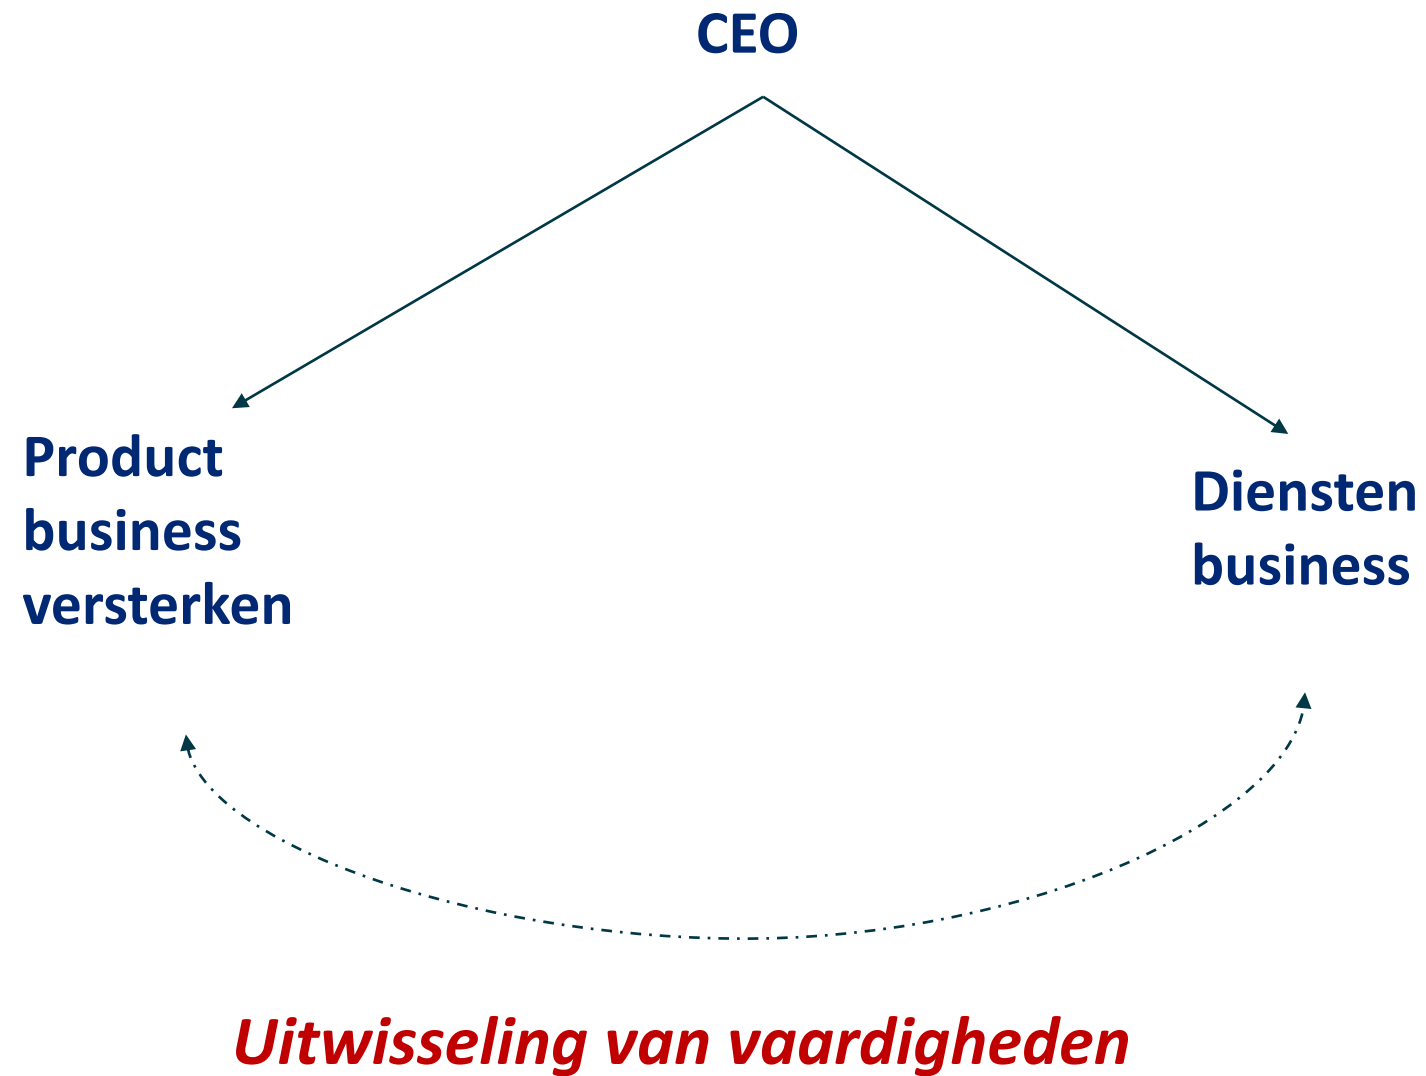 CEO
Product
business
versterken
Diensten
business
Uitwisseling van vaardigheden